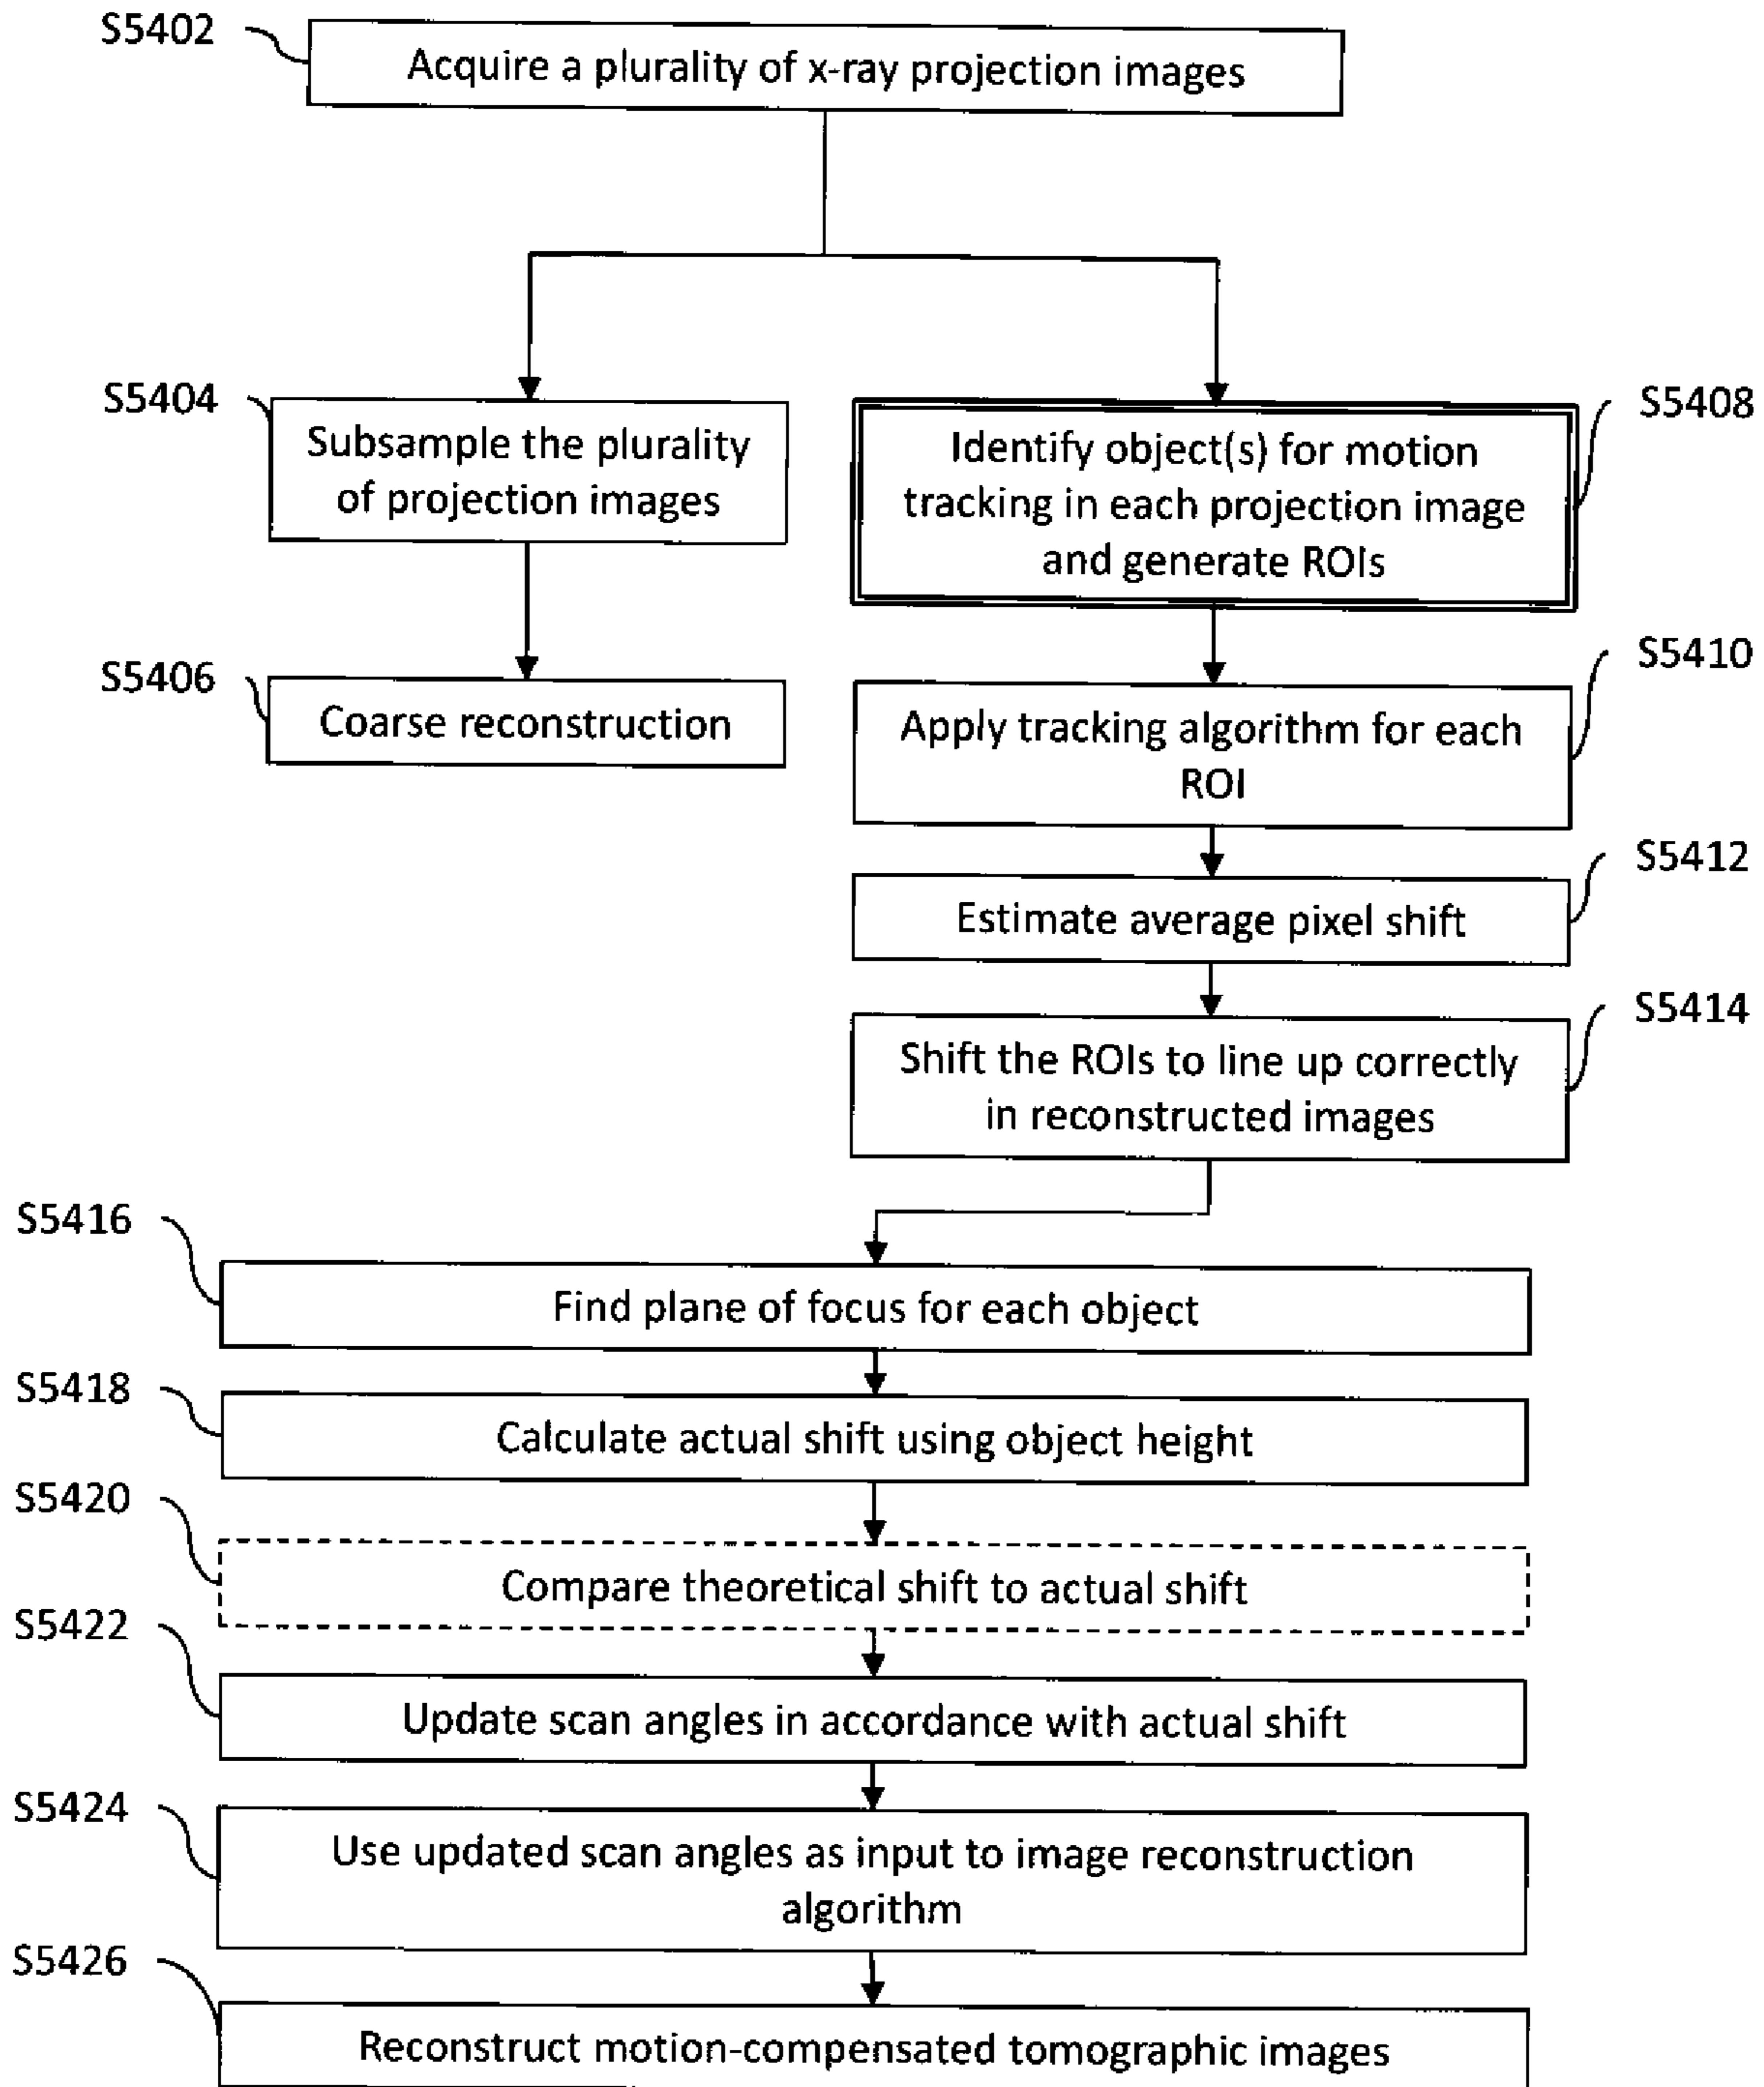 S5402
Acquire a plurality of x-ray projection images
S5404
Subsample the plurality
of projection images
S5408
Identify object(s) for motion
tracking in each projection image
and generate ROIs
S5406
Coarse reconstruction
S5410
Apply tracking algorithm for each
ROI
S5412
Estimate average pixel shift
S5414
Shift the ROIs to line up correctly
in reconstructed images
S5416
Find plane of focus for each object
S5418
Calculate actual shift using object height
S5420
Compare theoretical shift to actual shift
S5422
Update scan angles in accordance with actual shift
S5424
Use updated scan angles as input to image reconstruction
algorithm
S5426
Reconstruct motion-compensated tomographic images